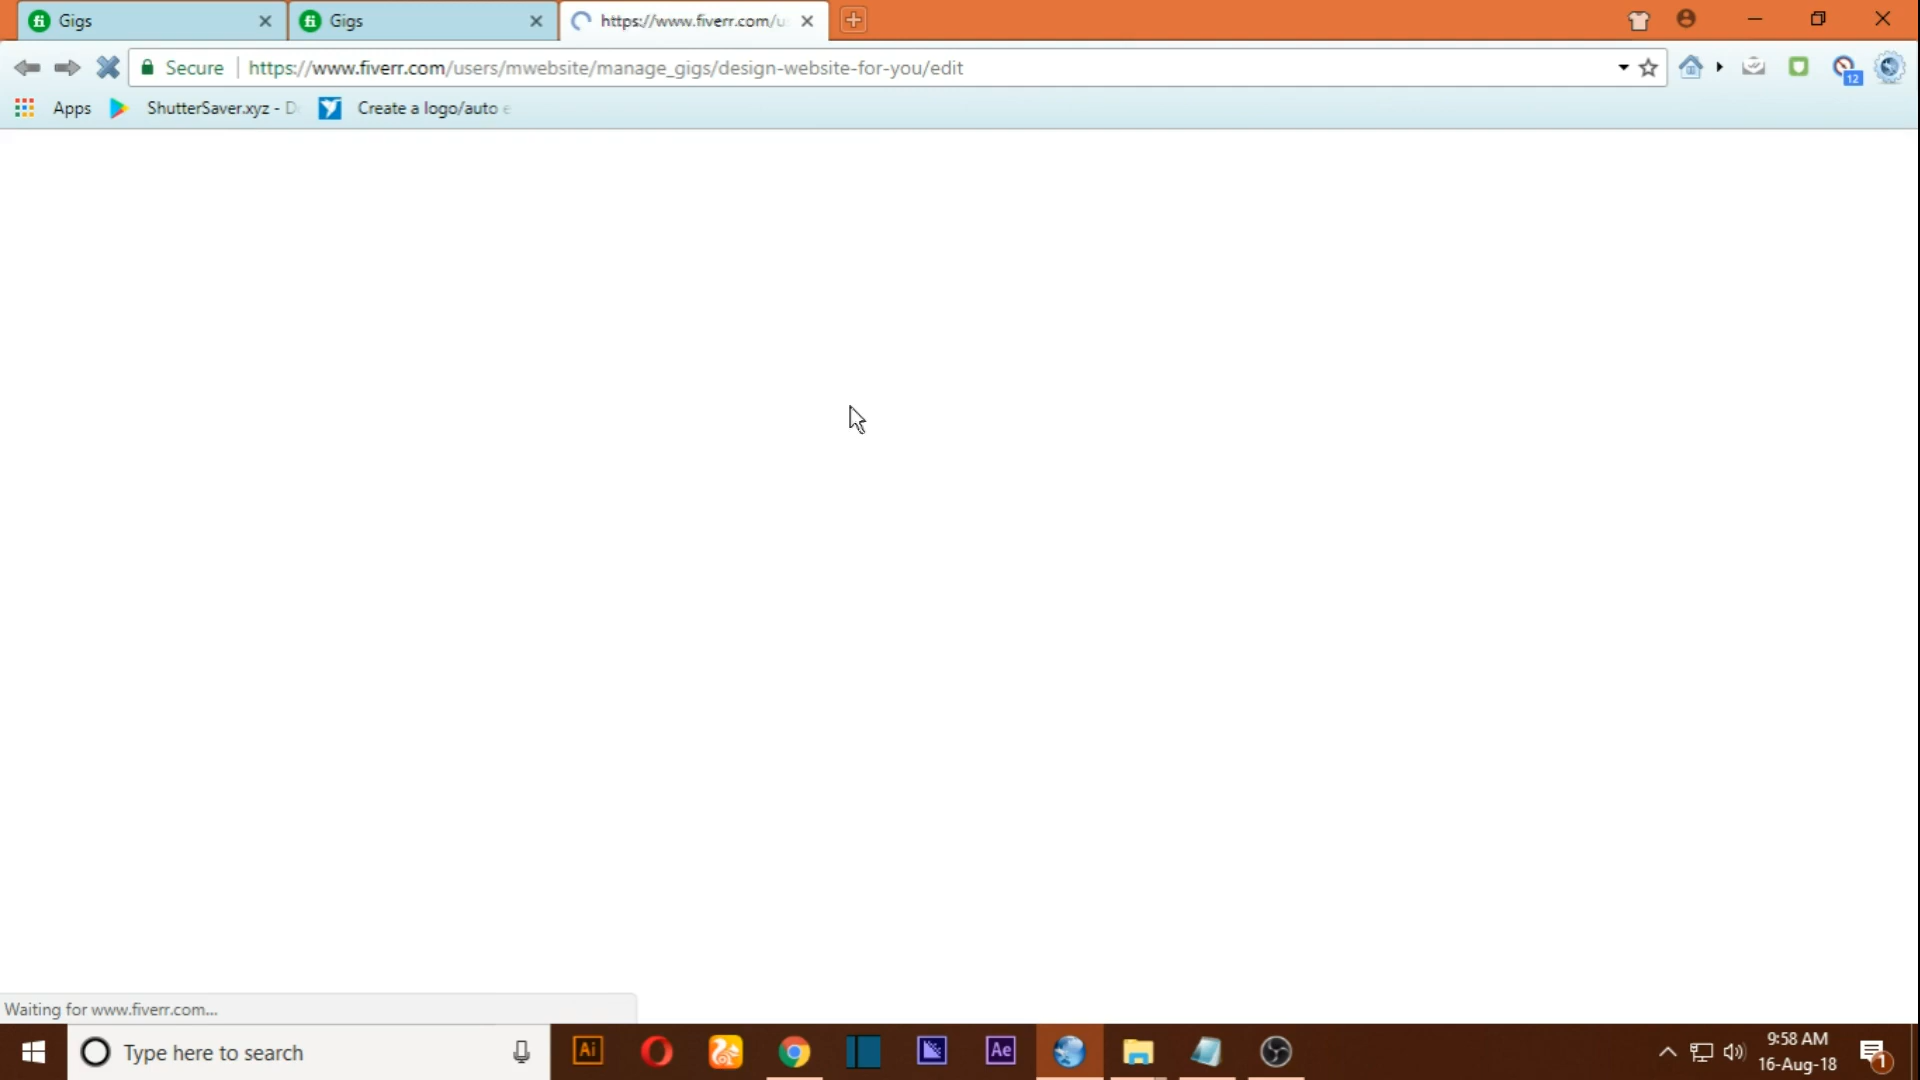 Gigs
Gigs
https://www.fiverr.com/u
Secure
https://www.fiverr.com/users/mwebsite/manage_gigs/design-website-for-you/edit
12
Apps
ShutterSaver.xyz - D
Create a logo/auto e
Waiting for www.fiverr.com...
Type here to search
Ai
Ae
9:58 AM
16-Aug-18
1